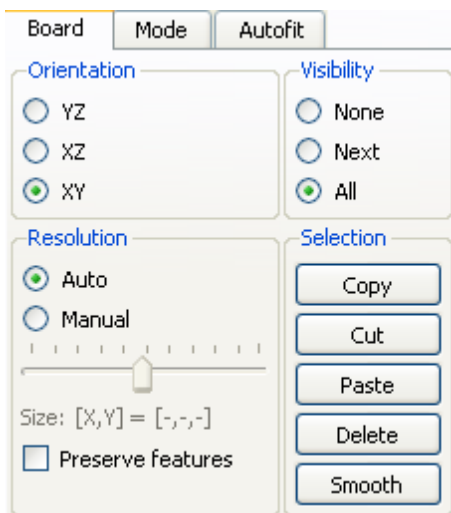 Board Mode Autofit
Orientation
YZ
XZ
XY
Visibility
None
Next
All
Resolution
Auto
Manual
Size: [X,Y] = [-,-,-]
Preserve features
Selection
Copy
Cut
Paste
Delete
Smooth